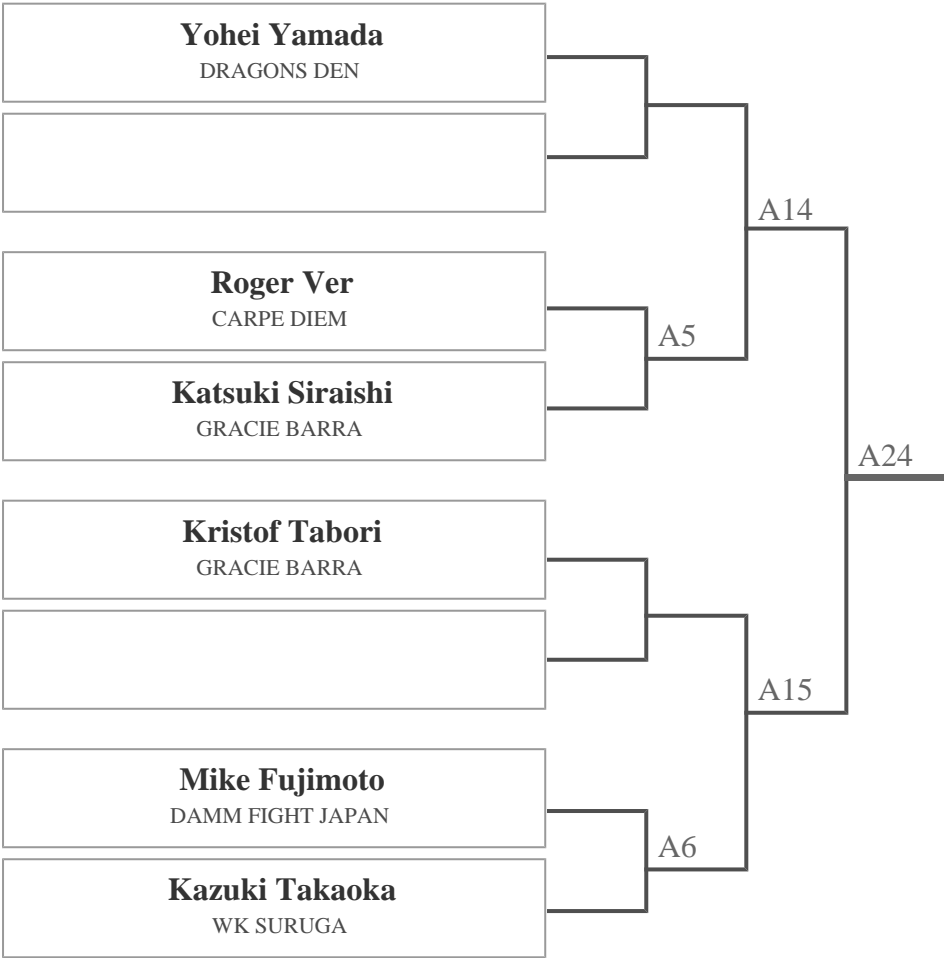 Yohei Yamada
DRAGONS DEN
A14
Roger Ver
CARPE DIEM
A5
Katsuki Siraishi
GRACIE BARRA
A24
Kristof Tabori
GRACIE BARRA
A15
Mike Fujimoto
DAMM FIGHT JAPAN
A6
Kazuki Takaoka
WK SURUGA